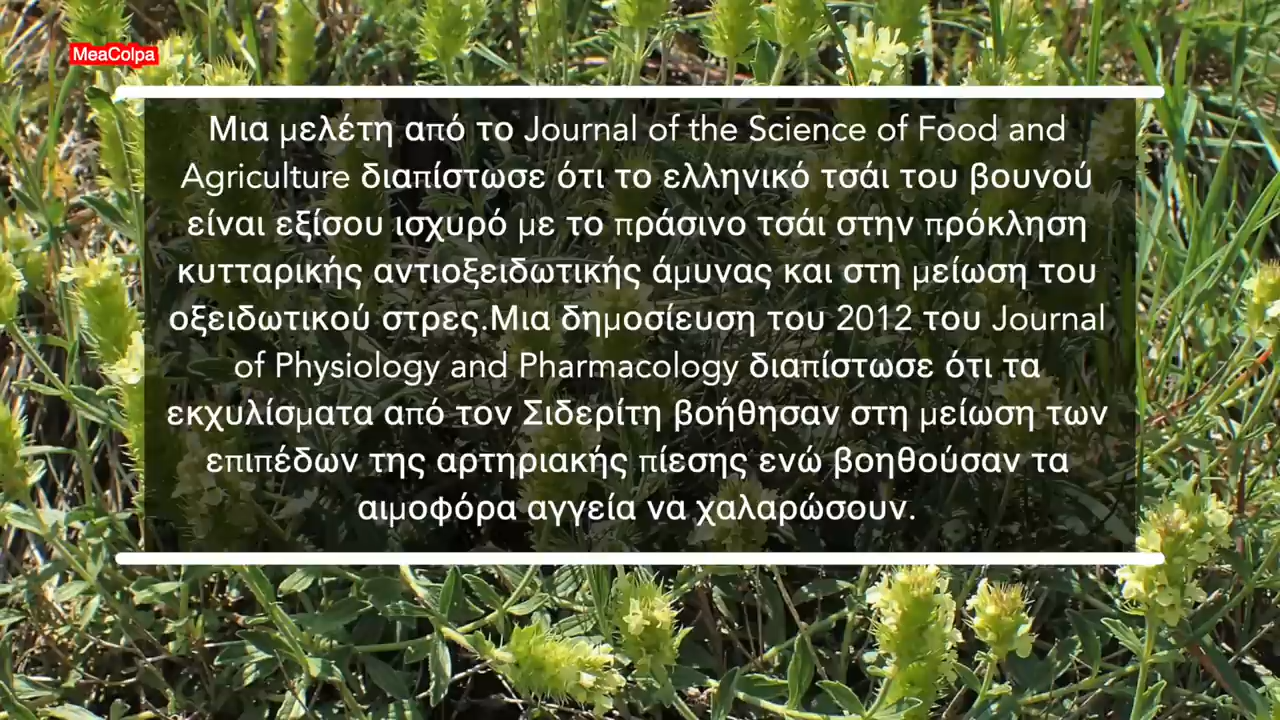 MeaColpa
Μια μελέτη από το Journal of the Science of Food and
Agriculture διαπίστωσε ότι το ελληνικό τσάι του βουνού
είναι εξίσου ισχυρό με το πράσινο τσάι στην πρόκληση
κυτταρικής αντιοξειδωτικής άμυνας και στη μείωση του
οξειδωτικού στρες.Μια δημοσίευση του 2012 του Journal
of Physiology and Pharmacology διαπίστωσε ότι τα
εκχυλίσματα από τον Σιδερίτη βοήθησαν στη μείωση των
επιπέδων της αρτηριακής πίεσης ενώ βοηθούσαν τα
αιμοφόρα αγγεία να χαλαρώσουν.